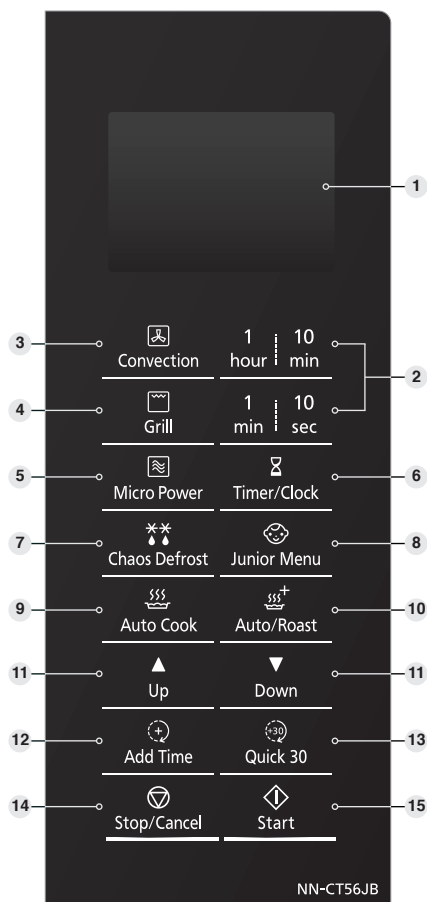 1
3
Convection
1 10
hour min
2
4
Grill
1 10
min sec
5
Micro Power
Timer/Clock
6
7
Chaos Defrost
Junior Menu
8
9
Auto Cook
Auto/Roast
10
11
Up
Down
11
12
Add Time
+30
Quick 30
13
14
Stop/Cancel
Start
15
NN-CT56JB